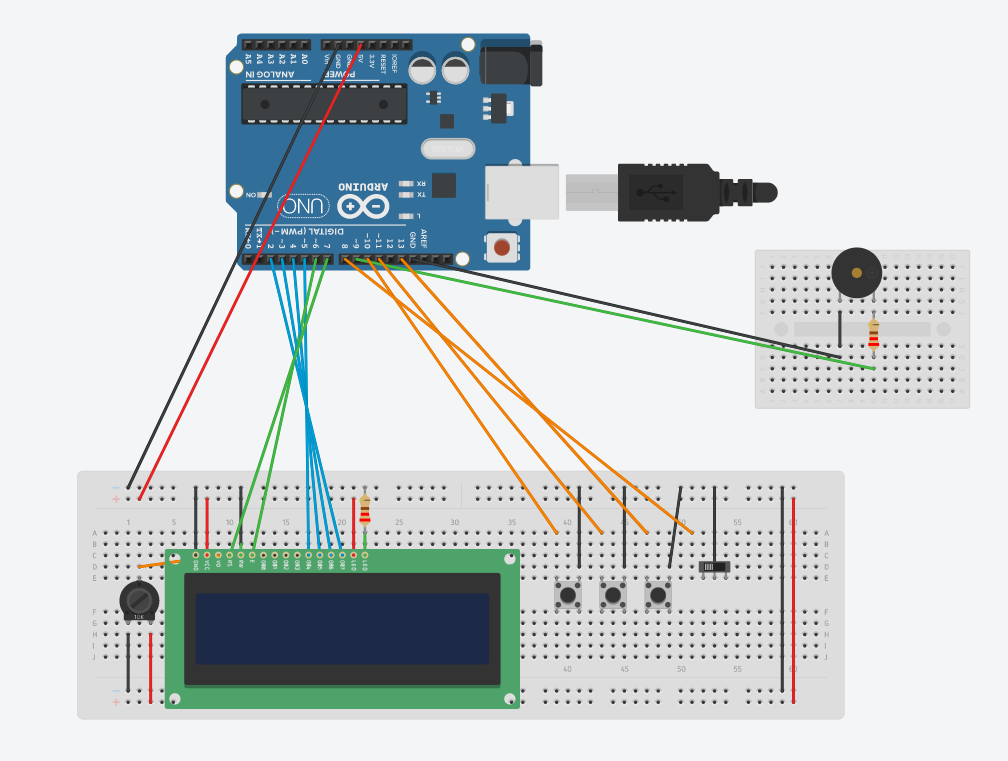 A5 A4 A3 A2 A1 A0
Vin GND GND 5V 3.3V RESET IOREF
ANALOG IN
POWER
RX
TX
ON
UNO
ARDUINO
L
DIGITAL (PWM~)
TX→1 2 ~3 4 ~5 ~6 7 8 ~9 ~10 ~11 12 13 GND AREF
−
+
1 5 10 15 20 25 30 35 40 45 50 55 60
A
B
C
D
E
A
B
C
D
E
GND VCC VO RS RW E DB0 DB1 DB2 DB3 DB4 DB5 DB6 DB7 LED LED
10K
F
G
H
I
J
F
G
H
I
J
40 45 50 55 60
−
+